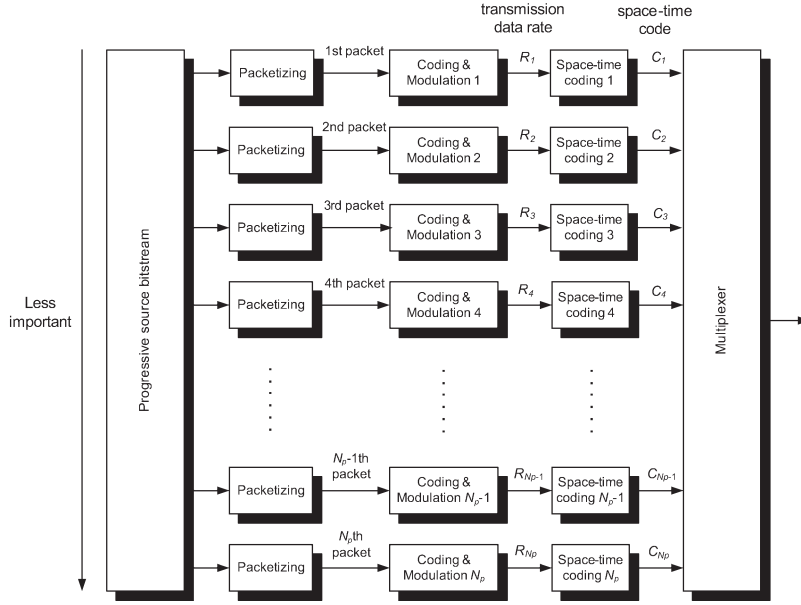 transmission
data rate
space-time
code
Less
important
Progressive source bitstream
Packetizing
1st packet
Coding &
Modulation 1
R1
Space-time
coding 1
C1
Packetizing
2nd packet
Coding &
Modulation 2
R2
Space-time
coding 2
C2
Packetizing
3rd packet
Coding &
Modulation 3
R3
Space-time
coding 3
C3
Packetizing
4th packet
Coding &
Modulation 4
R4
Space-time
coding 4
C4
Packetizing
Np-1th
packet
Coding &
Modulation Np-1
RNp-1
Space-time
coding Np-1
CNp-1
Packetizing
Npth
packet
Coding &
Modulation Np
RNp
Space-time
coding Np
CNp
Multiplexer